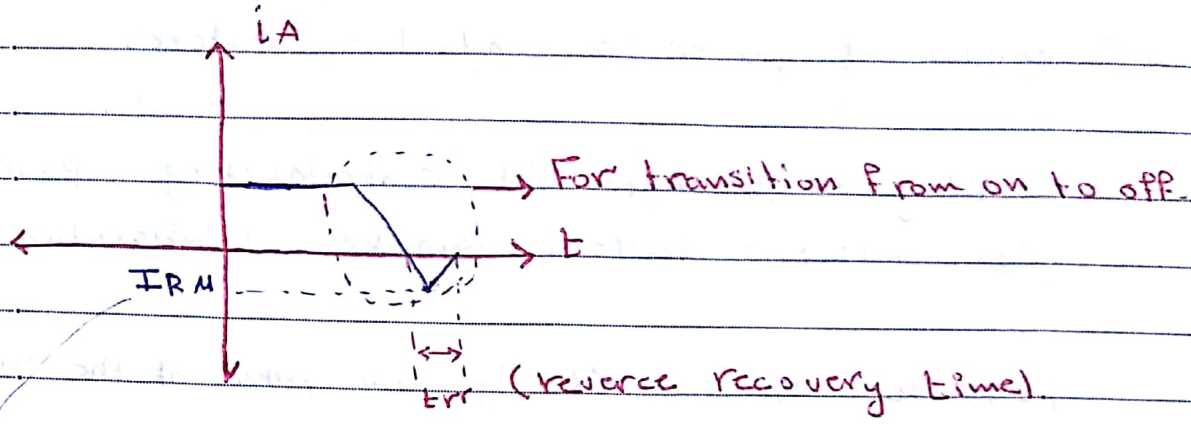 iA
→ For transition from on to off.
t
IRM
trr (reverce recovery time).